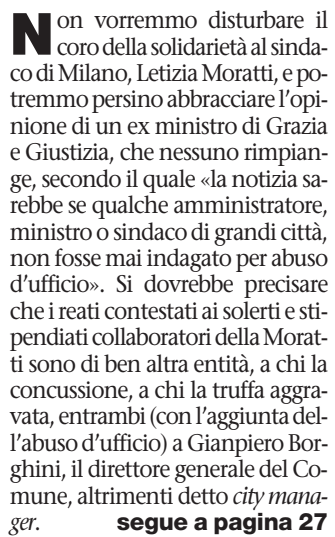 Non vorremmo disturbare il
coro della solidarietà al sinda-
co di Milano, Letizia Moratti, e po-
tremmo persino abbracciare l’opi-
nione di un ex ministro di Grazia
e Giustizia, che nessuno rimpian-
ge, secondo il quale «la notizia sa-
rebbe se qualche amministratore,
ministro o sindaco di grandi città,
non fosse mai indagato per abuso
d’ufficio». Si dovrebbe precisare
che i reati contestati ai solerti e sti-
pendiati collaboratori della Morat-
ti sono di ben altra entità, a chi la
concussione, a chi la truffa aggra-
vata, entrambi (con l’aggiunta del-
l’abuso d’ufficio) a Gianpiero Bor-
ghini, il direttore generale del Co-
mune, altrimenti detto city mana-
ger. segue a pagina 27